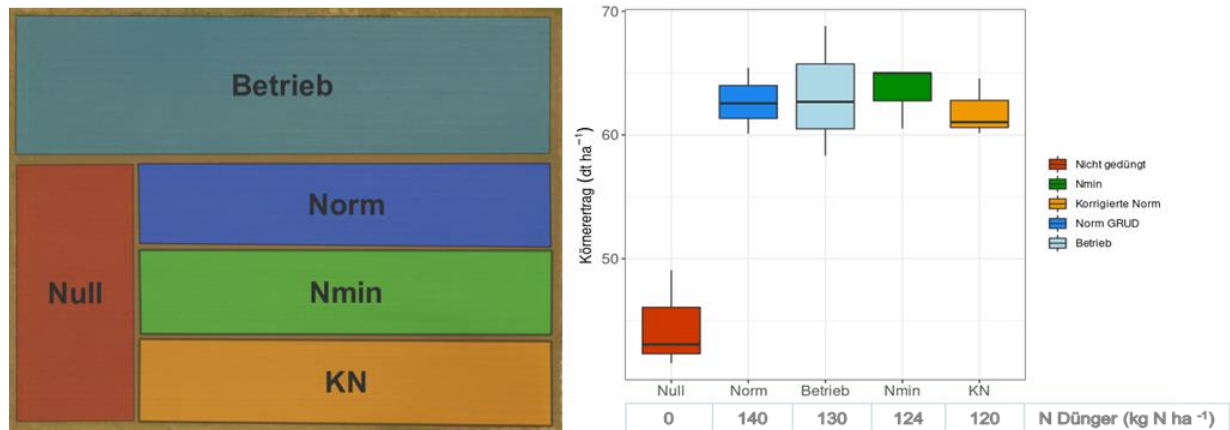 Betrieb
Norm
Null
Nmin
KN
70
60
50
Körnerertrag (dt ha⁻¹)
Null Norm Betrieb Nmin KN
0 140 130 124 120 N Dünger (kg N ha ⁻¹)
Nicht gedüngt
Nmin
Korrigierte Norm
Norm GRUD
Betrieb